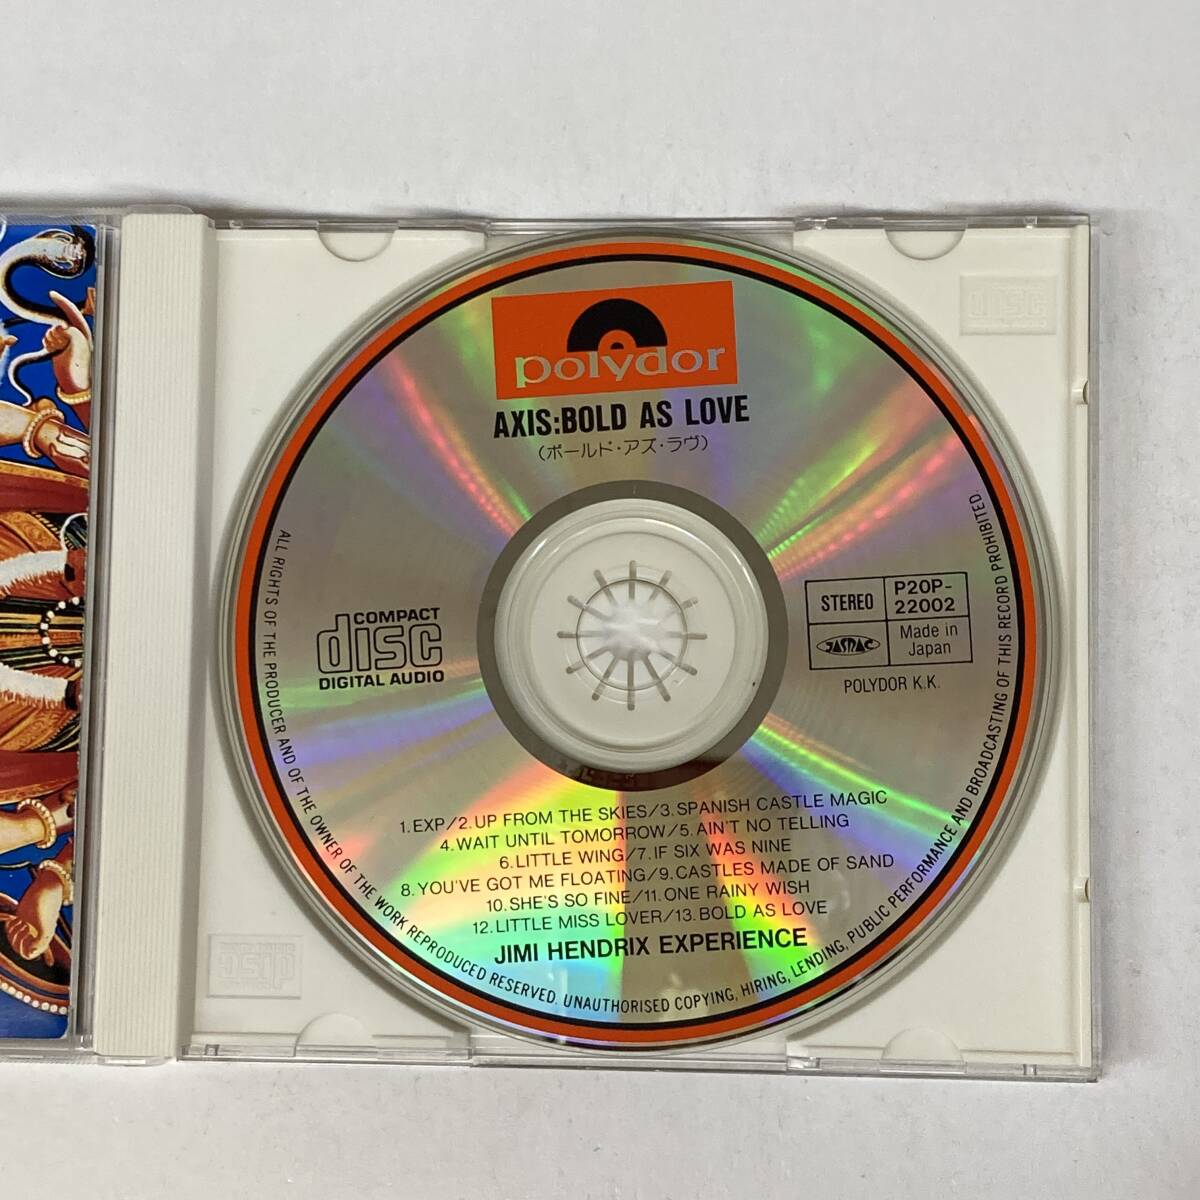 polydor
AXIS:BOLD AS LOVE
(ボールド・アズ・ラヴ)
COMPACT
disc
DIGITAL AUDIO
STEREO
P20P-
22002
JASRAC
Made in
Japan
POLYDOR K.K.
1.EXP/2.UP FROM THE SKIES/3.SPANISH CASTLE MAGIC
4.WAIT UNTIL TOMORROW/5.AIN'T NO TELLING
6.LITTLE WING/7.IF SIX WAS NINE
8.YOU'VE GOT ME FLOATING/9.CASTLES MADE OF SAND
10.SHE'S SO FINE/11.ONE RAINY WISH
12.LITTLE MISS LOVER/13.BOLD AS LOVE
JIMI HENDRIX EXPERIENCE
ALL RIGHTS OF THE PRODUCER AND OF THE OWNER OF THE WORK REPRODUCED RESERVED. UNAUTHORISED COPYING, HIRING, LENDING, PUBLIC PERFORMANCE AND BROADCASTING OF THIS RECORD PROHIBITED.
disc
disc